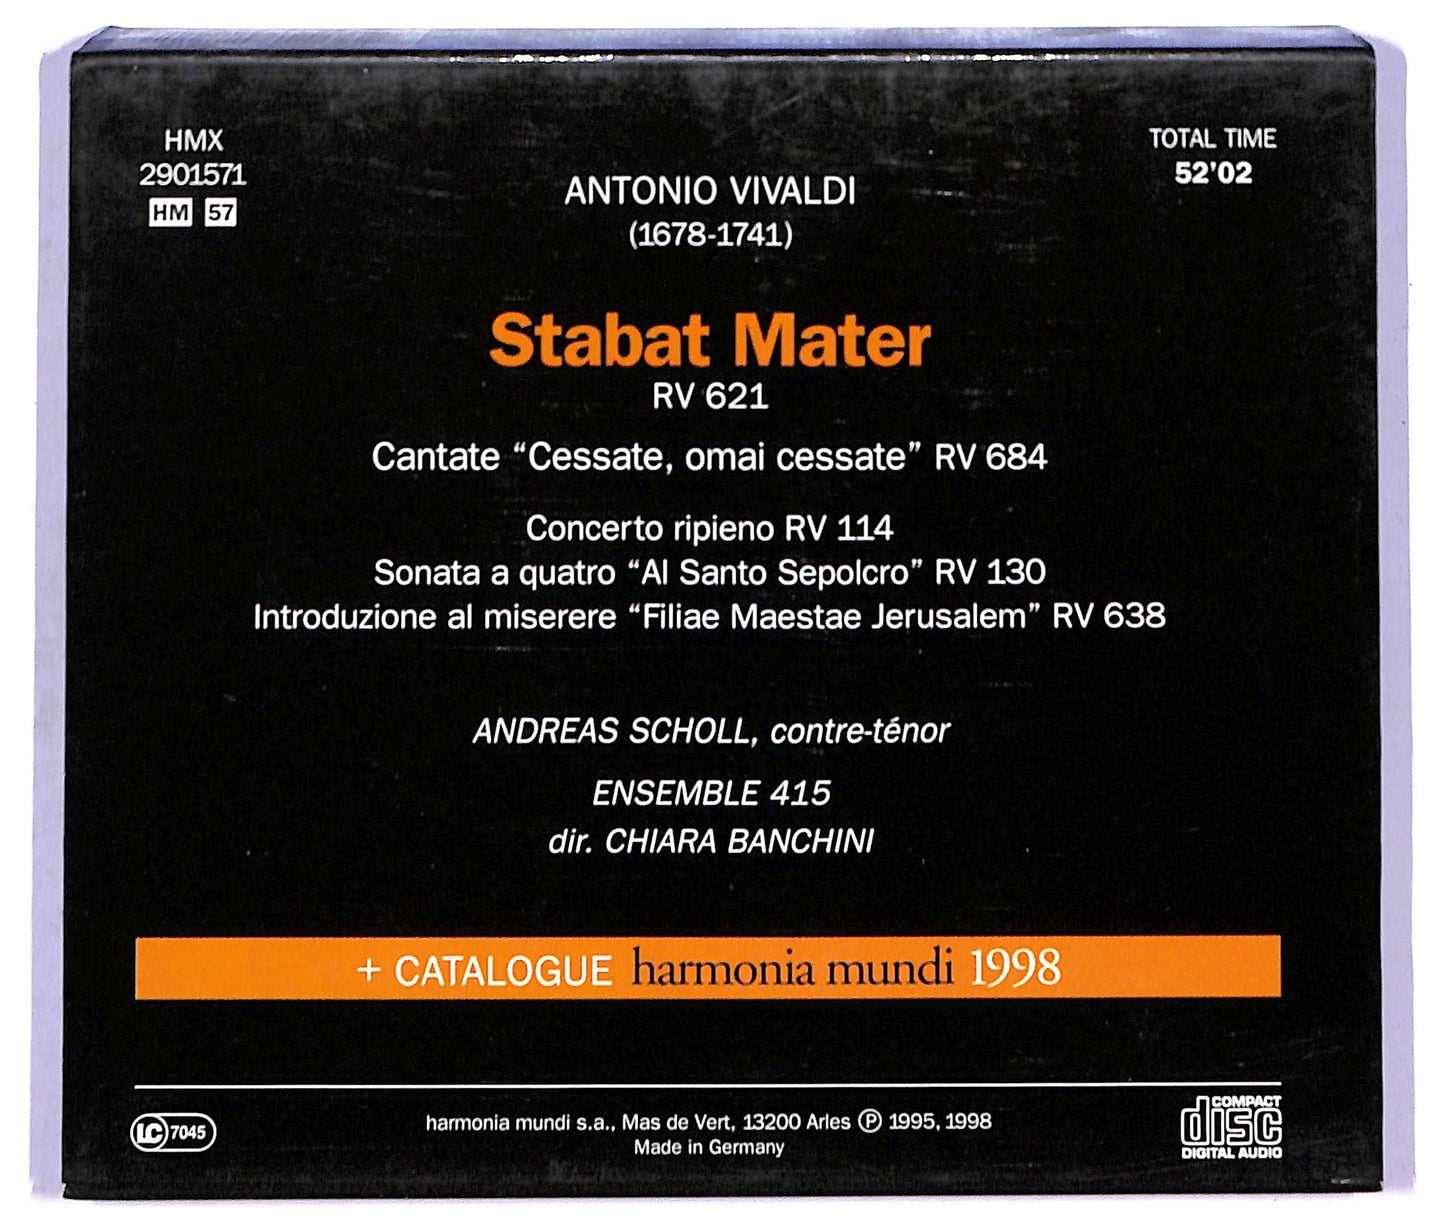 HMX
2901571
HM 57
TOTAL TIME
52'02
ANTONIO VIVALDI
(1678-1741)
Stabat Mater
RV 621
Cantate “Cessate, omai cessate” RV 684
Concerto ripieno RV 114
Sonata a quatro “Al Santo Sepolcro” RV 130
Introduzione al miserere “Filiae Maestae Jerusalem” RV 638
ANDREAS SCHOLL, contre-ténor
ENSEMBLE 415
dir. CHIARA BANCHINI
+ CATALOGUE harmonia mundi 1998
LC 7045
harmonia mundi s.a., Mas de Vert, 13200 Arles ℗ 1995, 1998
Made in Germany
COMPACT
disc
DIGITAL AUDIO